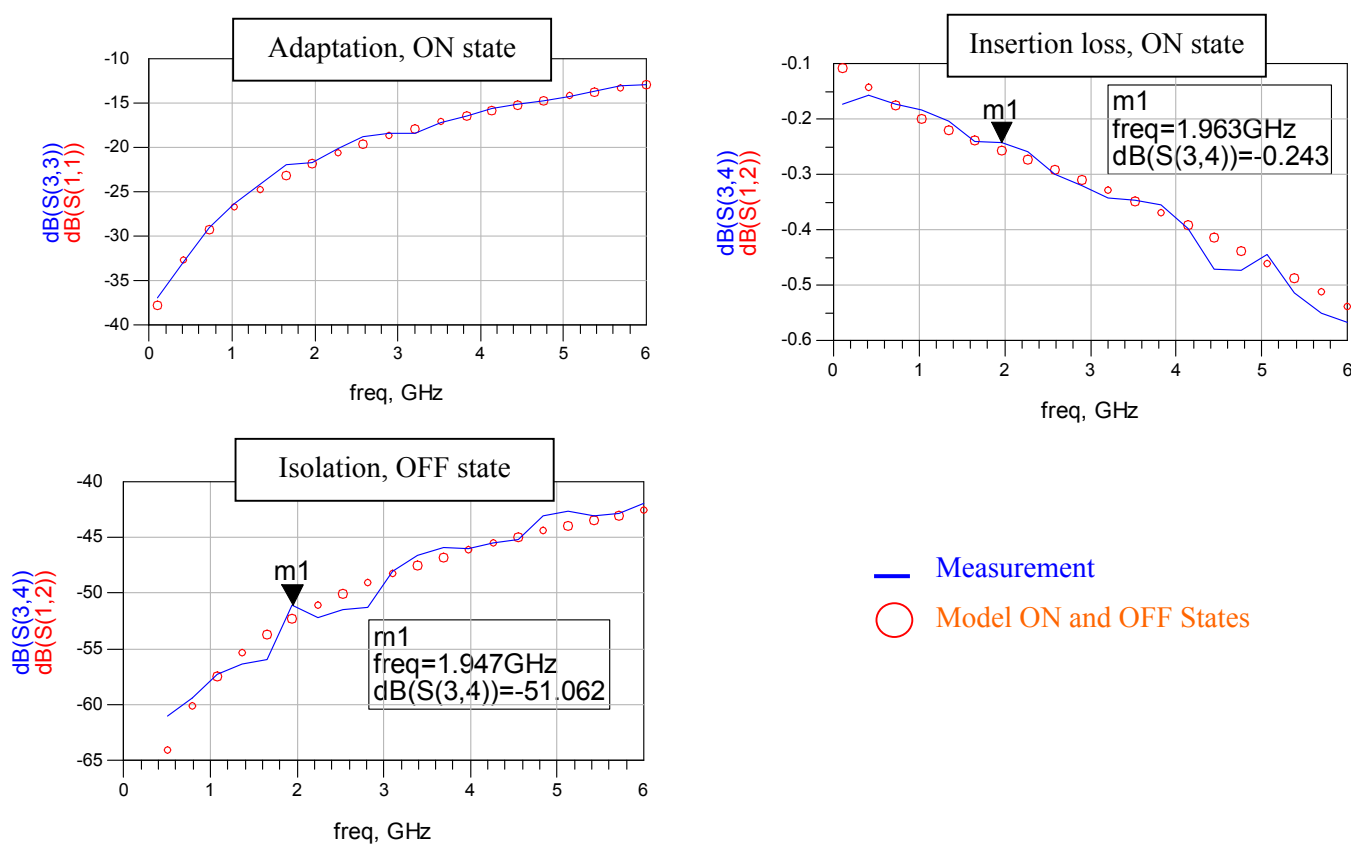 Adaptation, ON state
-10
-15
-20
-25
-30
-35
-40
dB(S(3,3))
dB(S(1,1))
0 1 2 3 4 5 6
freq, GHz
Insertion loss, ON state
-0.1
-0.2
-0.3
-0.4
-0.5
-0.6
dB(S(3,4))
dB(S(1,2))
m1
m1
freq=1.963GHz
dB(S(3,4))=-0.243
0 1 2 3 4 5 6
freq, GHz
Isolation, OFF state
-40
-45
-50
-55
-60
-65
dB(S(3,4))
dB(S(1,2))
m1
m1
freq=1.947GHz
dB(S(3,4))=-51.062
0 1 2 3 4 5 6
freq, GHz
Measurement
Model ON and OFF States